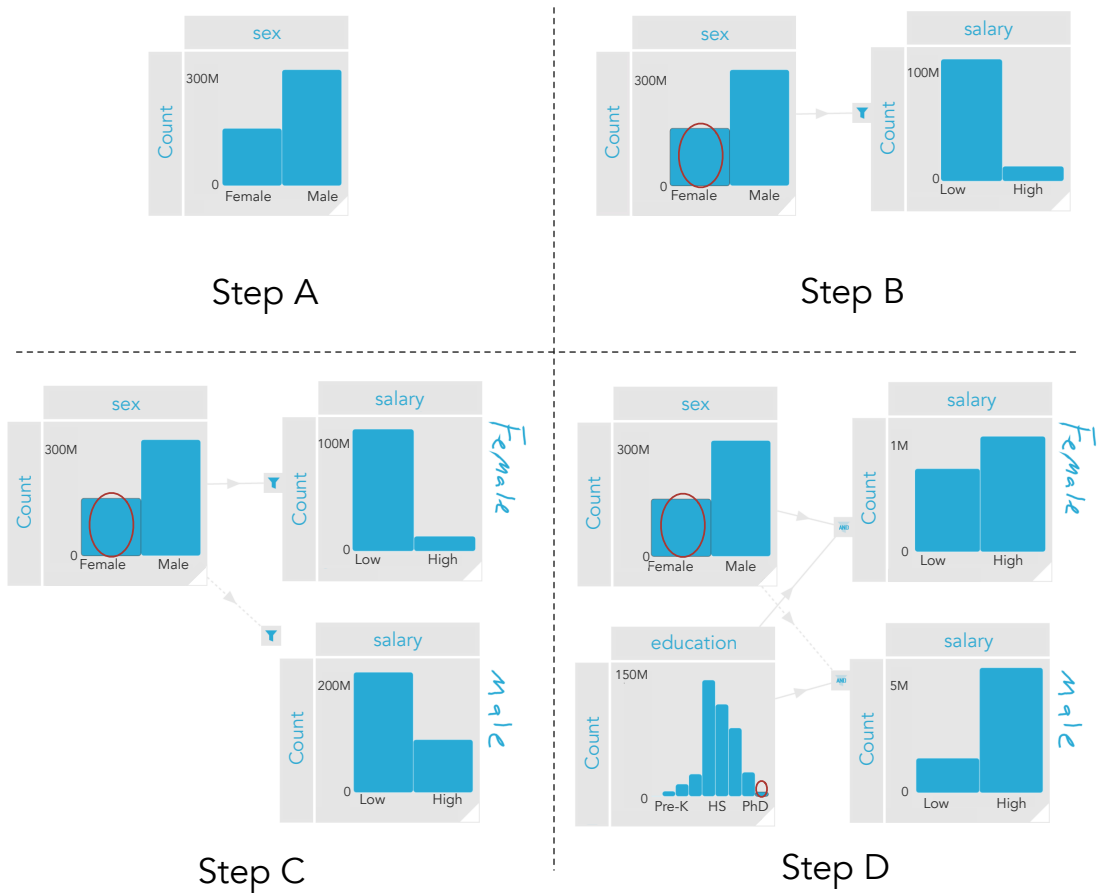 sex
Count
300M
0
Female Male
Step A
sex
Count
300M
0
Female Male
salary
Count
100M
0
Low High
Step B
sex
Count
300M
0
Female Male
salary
Count
100M
0
Low High
Female
salary
Count
200M
0
Low High
Male
Step C
sex
Count
300M
0
Female Male
education
Count
150M
0
Pre-K HS PhD
AND
salary
Count
1M
0
Low High
Female
AND
salary
Count
5M
0
Low High
Male
Step D